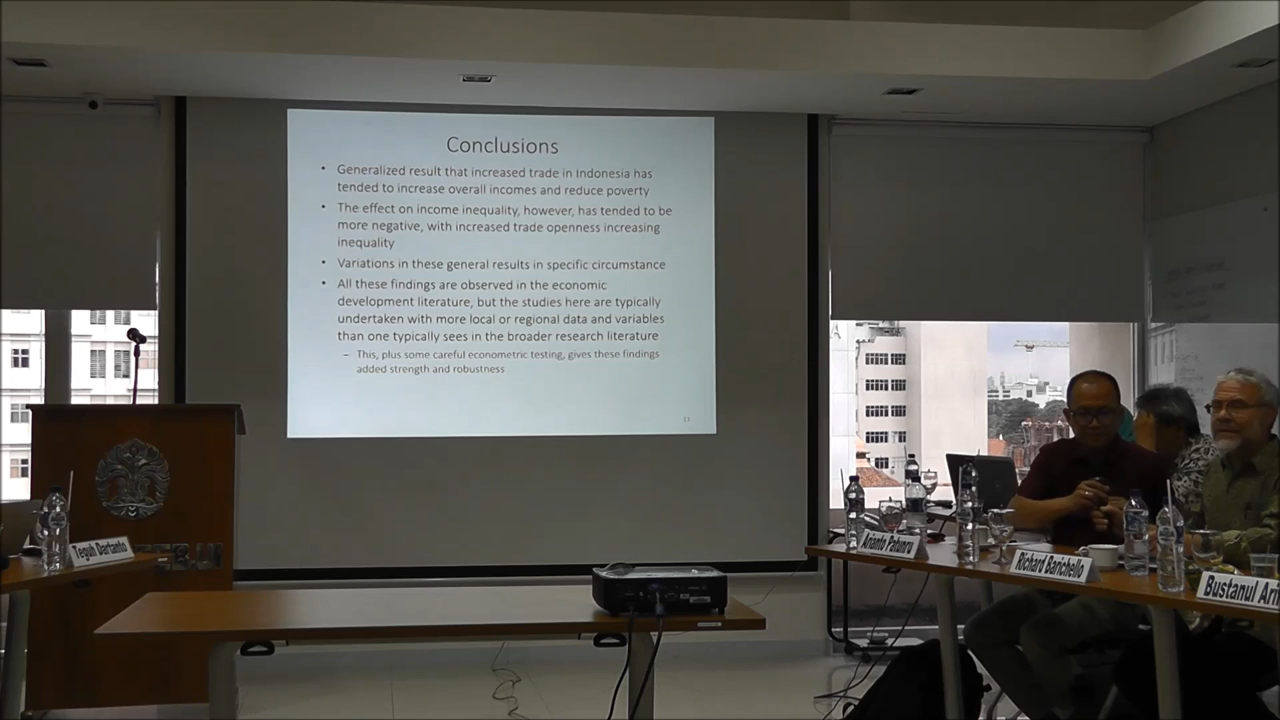 Conclusions
• Generalized result that increased trade in Indonesia has
tended to increase overall incomes and reduce poverty
• The effect on income inequality, however, has tended to be
more negative, with increased trade openness increasing
inequality
• Variations in these general results in specific circumstance
• All these findings are observed in the economic
development literature, but the studies here are typically
undertaken with more local or regional data and variables
than one typically sees in the broader research literature
– This, plus some careful econometric testing, gives these findings
added strength and robustness
Teguh Dartanto
Arianto Patunru
Richard Barichello
Bustanul Ari